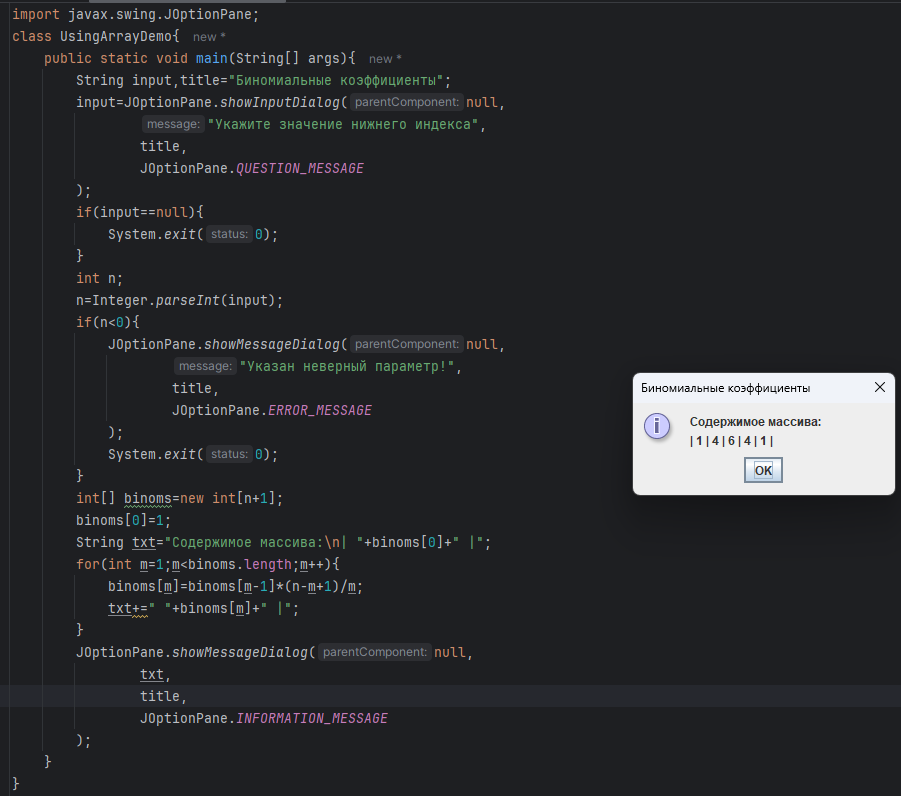 import javax.swing.JOptionPane;
class UsingArrayDemo{ new *
public static void main(String[] args){ new *
String input,title="Биномиальные коэффициенты";
input=JOptionPane.showInputDialog( parentComponent: null,
message: "Укажите значение нижнего индекса",
title,
JOptionPane.QUESTION_MESSAGE
);
if(input==null){
System.exit( status: 0);
}
int n;
n=Integer.parseInt(input);
if(n<0){
JOptionPane.showMessageDialog( parentComponent: null,
message: "Указан неверный параметр!",
title,
JOptionPane.ERROR_MESSAGE
);
System.exit( status: 0);
}
int[] binoms=new int[n+1];
binoms[0]=1;
String txt="Содержимое массива:\n| "+binoms[0]+" |";
for(int m=1;m<binoms.length;m++){
binoms[m]=binoms[m-1]*(n-m+1)/m;
txt+=" "+binoms[m]+" |";
}
JOptionPane.showMessageDialog( parentComponent: null,
txt,
title,
JOptionPane.INFORMATION_MESSAGE
);
}
}
Биномиальные коэффициенты
Содержимое массива:
| 1 | 4 | 6 | 4 | 1 |
OK